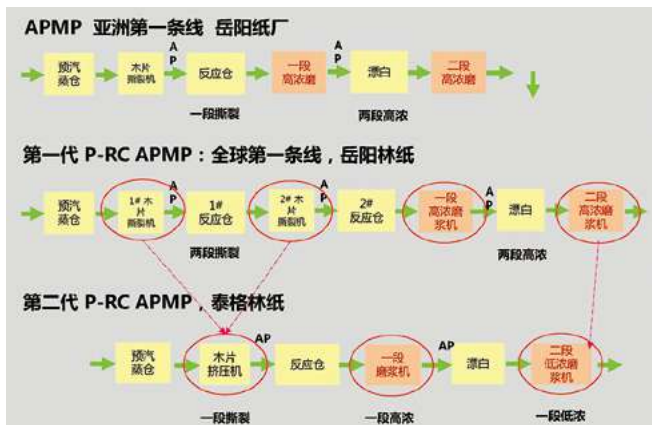 APMP 亚洲第一条线 岳阳纸厂
预汽
蒸仓
木片
撕裂机
A
P
反应仓
一段
高浓磨
A
P
漂白
二段
高浓磨
一段撕裂
两段高浓
第一代 P-RC APMP：全球第一条线，岳阳林纸
预汽
蒸仓
1# 木
片
撕裂机
A
P
1#
反应仓
2# 木
片
撕裂机
A
P
2#
反应仓
一段
高浓磨
浆机
A
P
漂白
二段
高浓磨
浆机
两段撕裂
两段高浓
第二代 P-RC APMP，泰格林纸
预汽
蒸仓
木片
挤压机
AP
反应仓
一段
磨浆机
AP
漂白
二段
低浓磨
浆机
一段撕裂
一段高浓
一段低浓